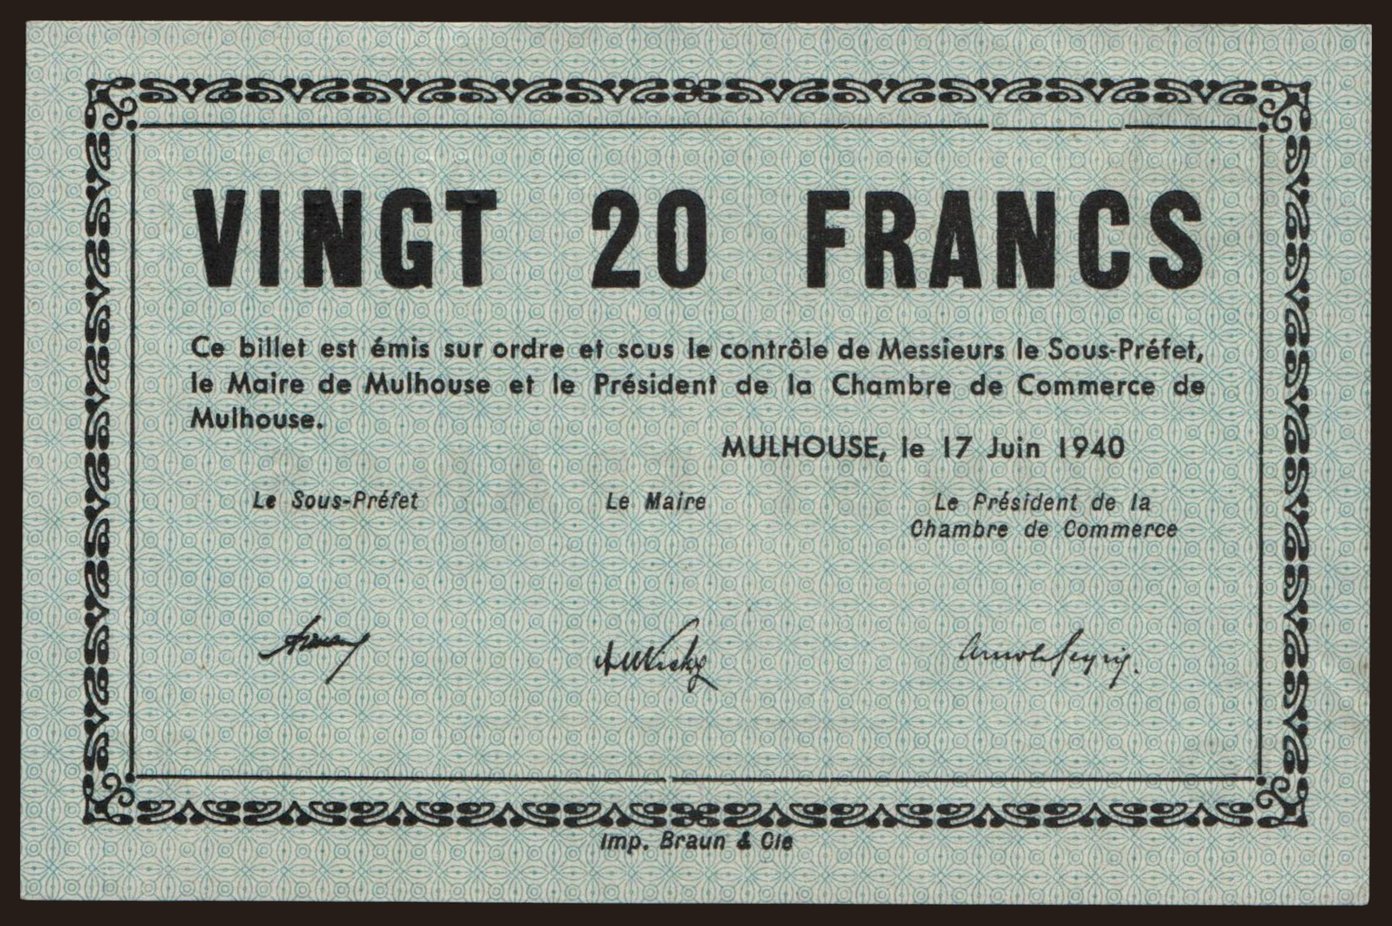 VINGT 20 FRANCS
Ce billet est émis sur ordre et sous le contrôle de Messieurs le Sous-Préfet,
le Maire de Mulhouse et le Président de la Chambre de Commerce de
Mulhouse.
MULHOUSE, le 17 Juin 1940
Le Sous-Préfet Le Maire Le Président de la
Chambre de Commerce
Imp. Braun & Cie